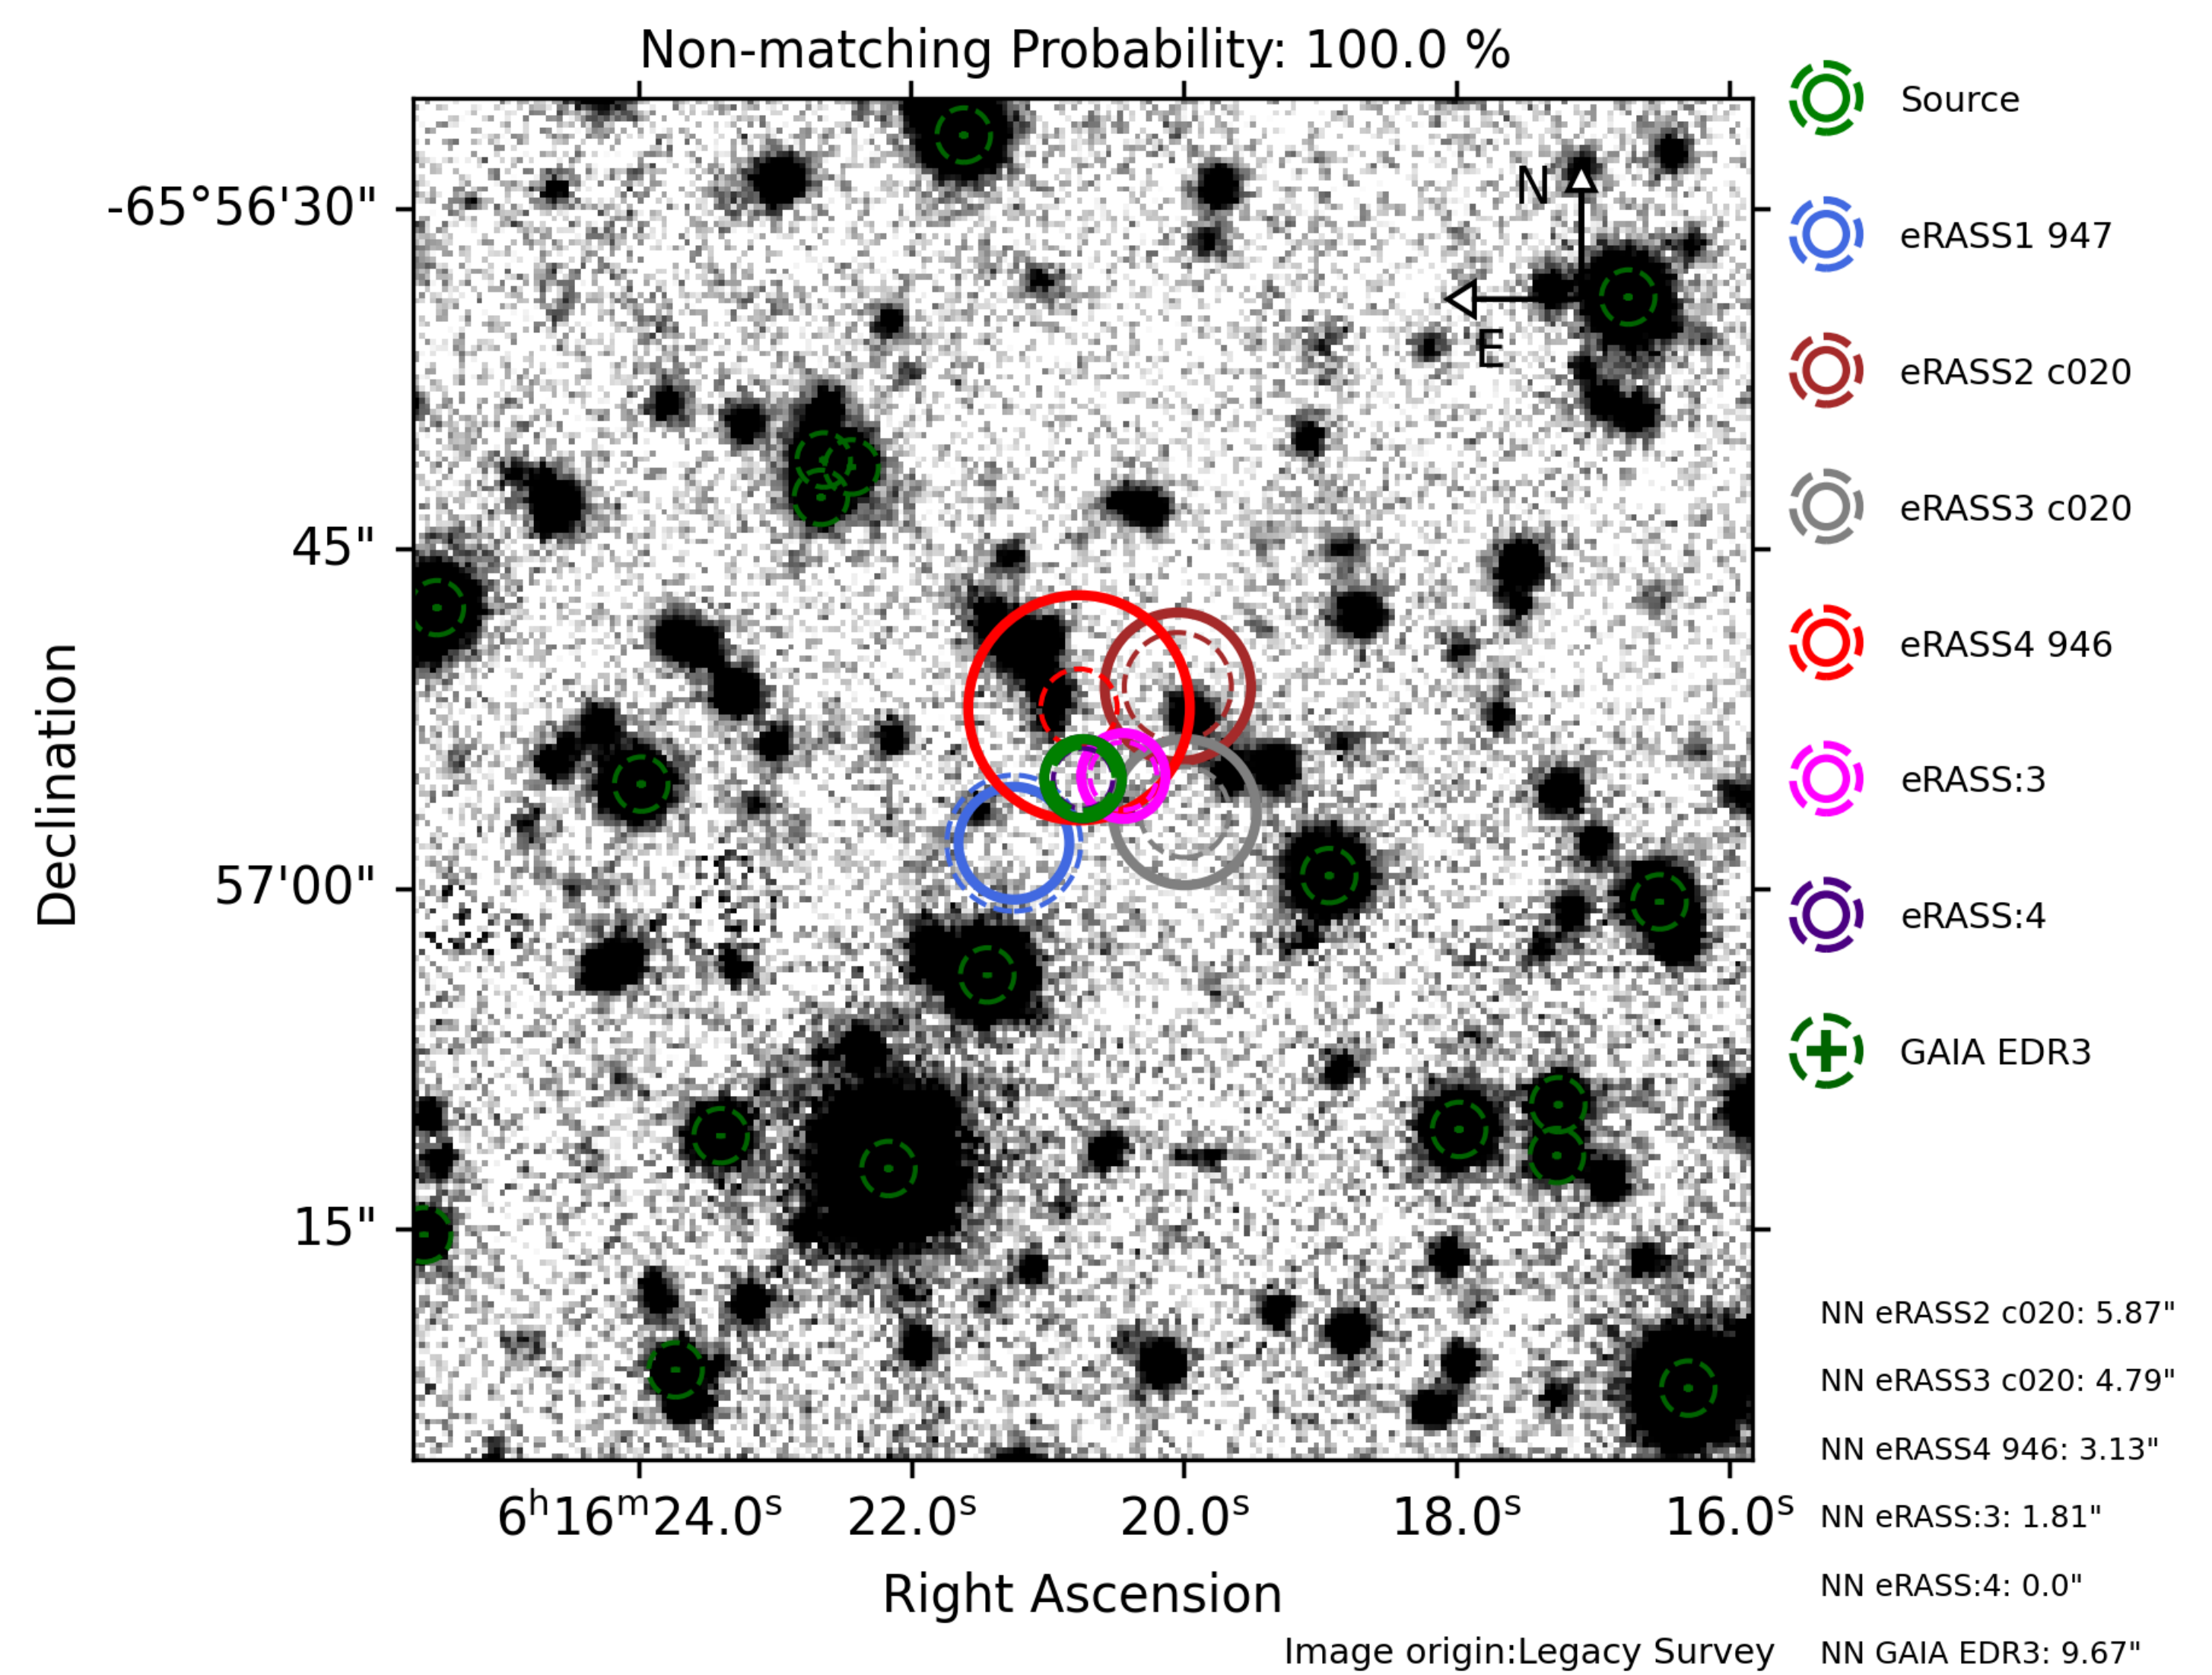 Non-matching Probability: 100.0 %
Source
eRASS1 947
eRASS2 c020
eRASS3 c020
eRASS4 946
eRASS:3
eRASS:4
GAIA EDR3
N
E
-65°56'30"
45"
57'00"
15"
Declination
6h16m24.0s 22.0s 20.0s 18.0s 16.0s
Right Ascension
Image origin:Legacy Survey
NN eRASS2 c020: 5.87"
NN eRASS3 c020: 4.79"
NN eRASS4 946: 3.13"
NN eRASS:3: 1.81"
NN eRASS:4: 0.0"
NN GAIA EDR3: 9.67"